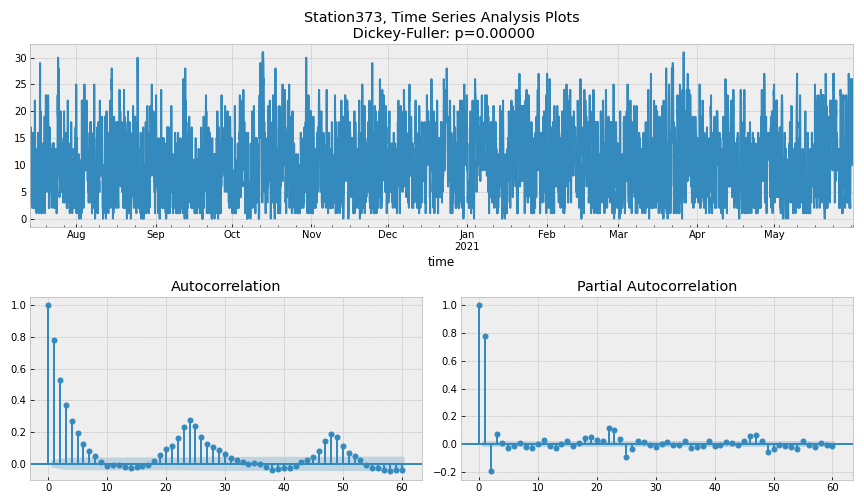 Station373, Time Series Analysis Plots
Dickey-Fuller: p=0.00000
30
25
20
15
10
5
0
Aug Sep Oct Nov Dec Jan Feb Mar Apr May
2021
time
Autocorrelation
1.0
0.8
0.6
0.4
0.2
0.0
0 10 20 30 40 50 60
Partial Autocorrelation
1.0
0.8
0.6
0.4
0.2
0.0
−0.2
0 10 20 30 40 50 60